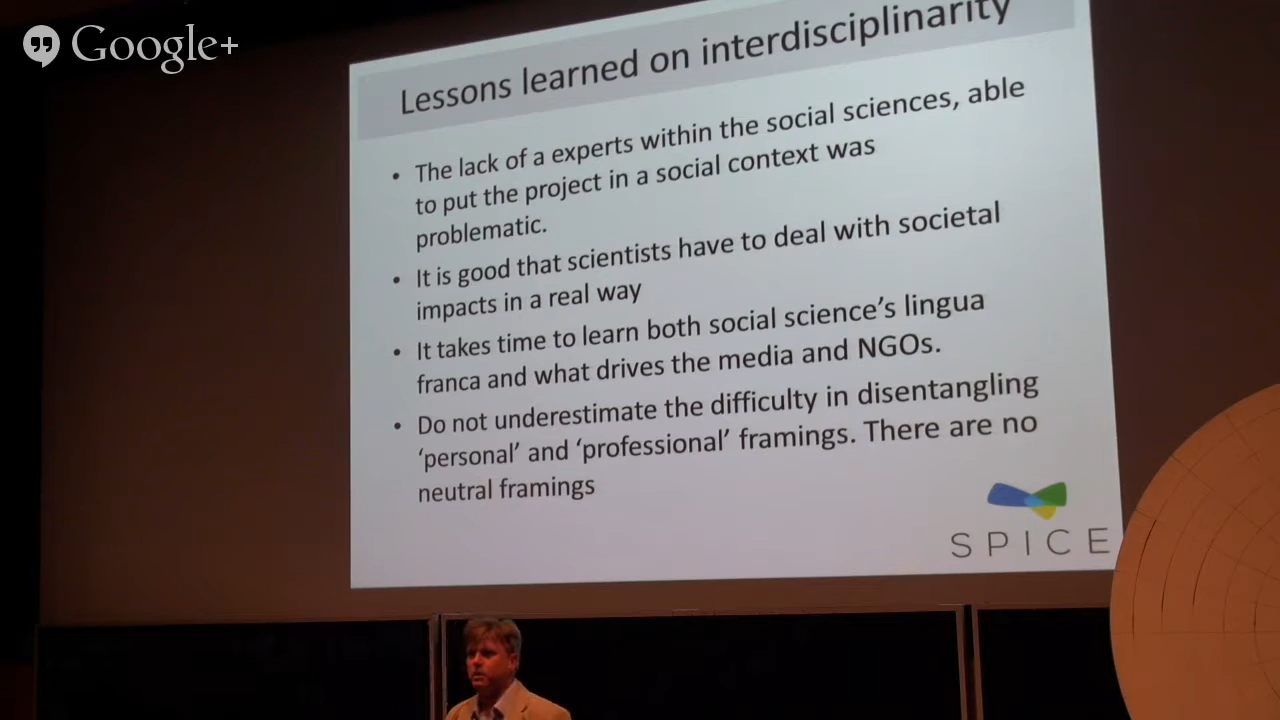 Google+
Lessons learned on interdisciplinarity
• The lack of a experts within the social sciences, able
to put the project in a social context was
problematic.
• It is good that scientists have to deal with societal
impacts in a real way
• It takes time to learn both social science’s lingua
franca and what drives the media and NGOs.
• Do not underestimate the difficulty in disentangling
‘personal’ and ‘professional’ framings. There are no
neutral framings
SPICE